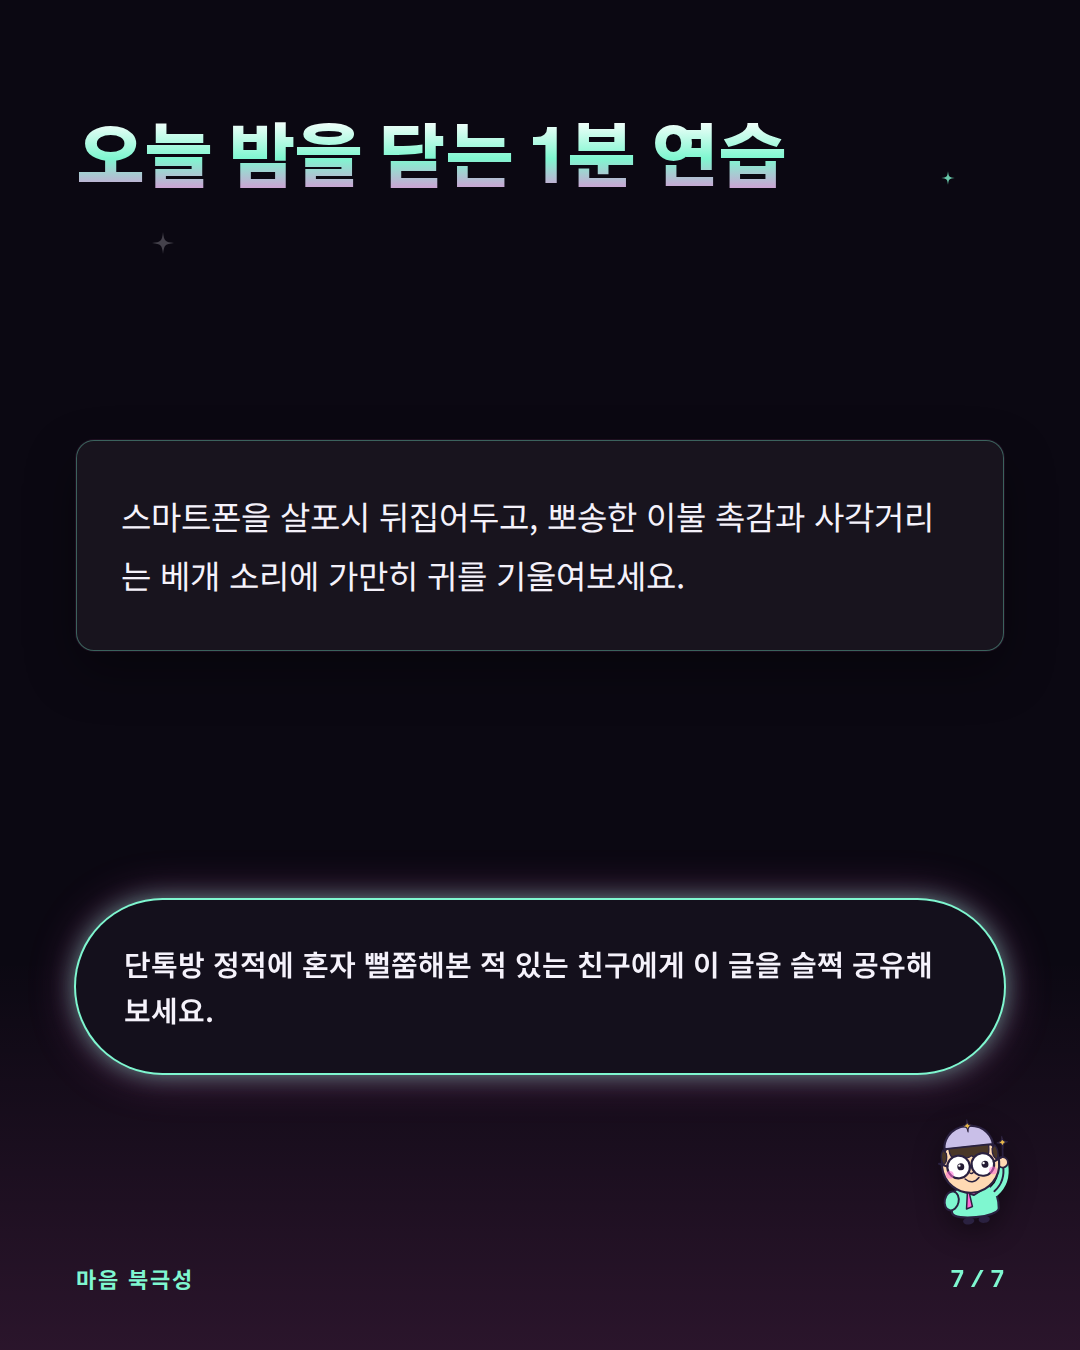 오늘 밤을 닫는 1분 연습
스마트폰을 살포시 뒤집어두고, 뽀송한 이불 촉감과 사각거리
는 베개 소리에 가만히 귀를 기울여보세요.
단톡방 정적에 혼자 뻘쭘해본 적 있는 친구에게 이 글을 슬쩍 공유해
보세요.
마음 북극성
7 / 7